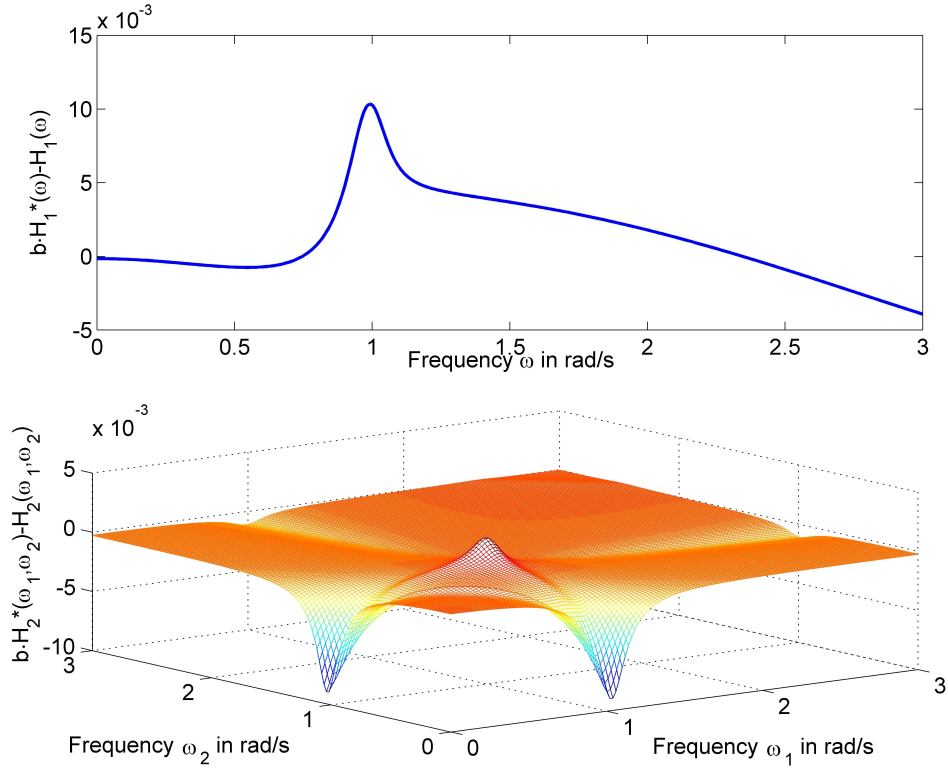 x 10⁻³
15
10
5
0
-5
b·H₁*(ω)-H₁(ω)
0 0.5 1 1.5 2 2.5 3
Frequency ω in rad/s
x 10⁻³
5
0
-5
-10
b·H₂*(ω₁,ω₂)-H₂(ω₁,ω₂)
3 2 1 0
Frequency ω₂ in rad/s
0 1 2 3
Frequency ω₁ in rad/s